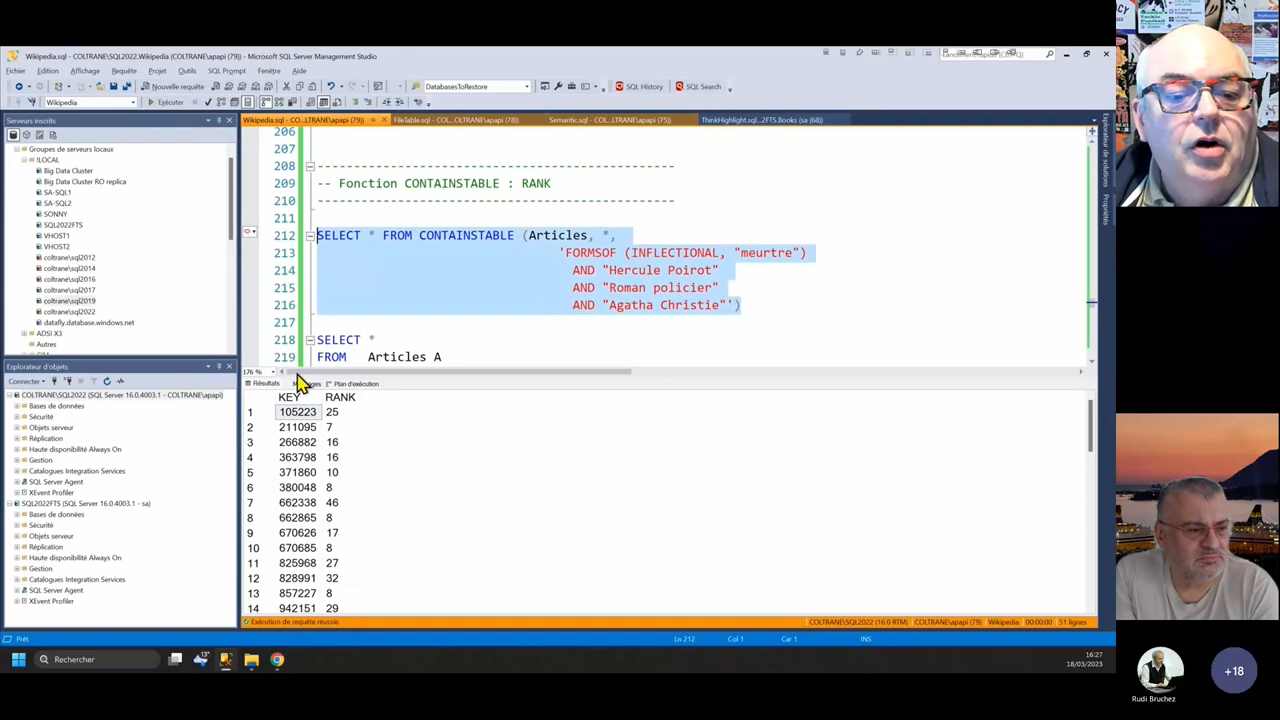 Wikipedia.sql - COLTRANE\SQL2022.Wikipedia (COLTRANE\papi (79)) - Microsoft SQL Server Management Studio
Fichier Edition Affichage Requête Projet Outils SQL Prompt Fenêtre Aide
Nouvelle requête DatabasesToRestore SQL History SQL Search
Wikipedia Exécuter
Serveurs inscrits
Groupes de serveurs locaux
!LOCAL
Big Data Cluster
Big Data Cluster RO replica
SA-SQL1
SA-SQL2
SONNY
SQL2022FTS
VHOST1
VHOST2
coltrane\sql2012
coltrane\sql2014
coltrane\sql2016
coltrane\sql2017
coltrane\sql2019
coltrane\sql2022
datafly.database.windows.net
ADSI X3
Autres
Explorateur d'objets
Connecter
COLTRANE\SQL2022 (SQL Server 16.0.4003.1 - COLTRANE\papi)
Bases de données
Sécurité
Objets serveur
Réplication
Haute disponibilité Always On
Gestion
Catalogues Integration Services
SQL Server Agent
XEvent Profiler
SQL2022FTS (SQL Server 16.0.4003.1 - sa)
Bases de données
Sécurité
Objets serveur
Réplication
Haute disponibilité Always On
Gestion
Catalogues Integration Services
SQL Server Agent
XEvent Profiler
Wikipedia.sql - CO...LTRANE\papi (79)) FileTable.sql - COL...OLTRANE\papi (78)) Semantic.sql - COL...LTRANE\papi (75)) ThinkHighlight.sql...2FTS.Books (sa (68))
206
207
208 -----------------------------------------------
209 -- Fonction CONTAINSTABLE : RANK
210 -----------------------------------------------
211
212 SELECT * FROM CONTAINSTABLE (Articles, *,
213 'FORMSOF (INFLECTIONAL, "meurtre")
214 AND "Hercule Poirot"
215 AND "Roman policier"
216 AND "Agatha Christie"')
217
218 SELECT *
219 FROM Articles A
176 %
Résultats Plan d'exécution
KEY RANK
1 105223 25
2 211095 7
3 266882 16
4 363798 16
5 371860 10
6 380048 8
7 662338 46
8 662865 8
9 670626 17
10 670685 8
11 825968 27
12 828991 32
13 857227 8
14 942151 29
Exécution de requête réussie. COLTRANE\SQL2022 (16.0 RTM) COLTRANE\papi (79) Wikipedia 00:00:00 51 lignes
Prêt Ln 212 Col 1 Car 1 INS
Explorateur de solutions
Propriétés
Rechercher
13°
16:27
18/03/2023
Rudi Bruchez
+18